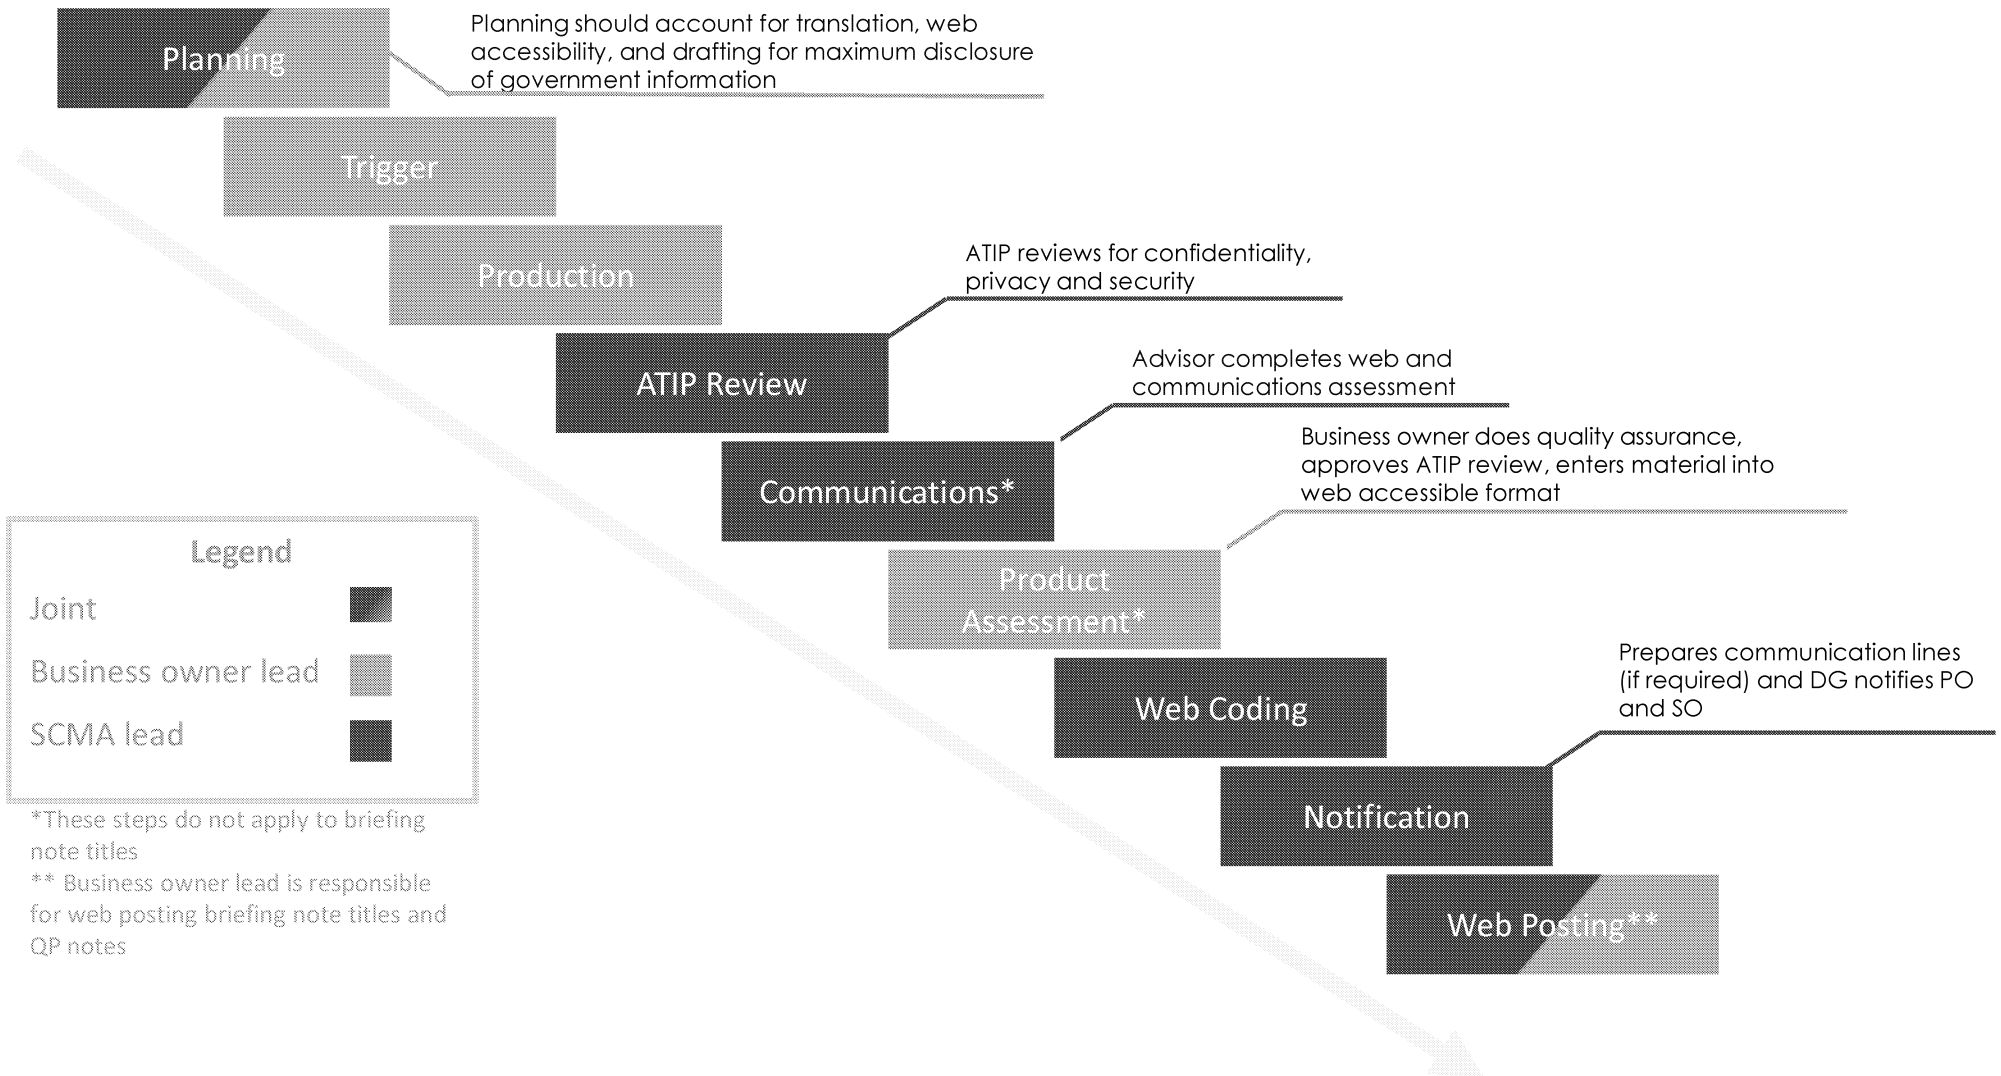 Planning
Planning should account for translation, web
accessibility, and drafting for maximum disclosure
of government information
Trigger
Production
ATIP reviews for confidentiality,
privacy and security
ATIP Review
Advisor completes web and
communications assessment
Communications*
Business owner does quality assurance,
approves ATIP review, enters material into
web accessible format
Product
Assessment*
Web Coding
Prepares communication lines
(if required) and DG notifies PO
and SO
Notification
Web Posting**
Legend
Joint
Business owner lead
SCMA lead
*These steps do not apply to briefing
note titles
** Business owner lead is responsible
for web posting briefing note titles and
QP notes